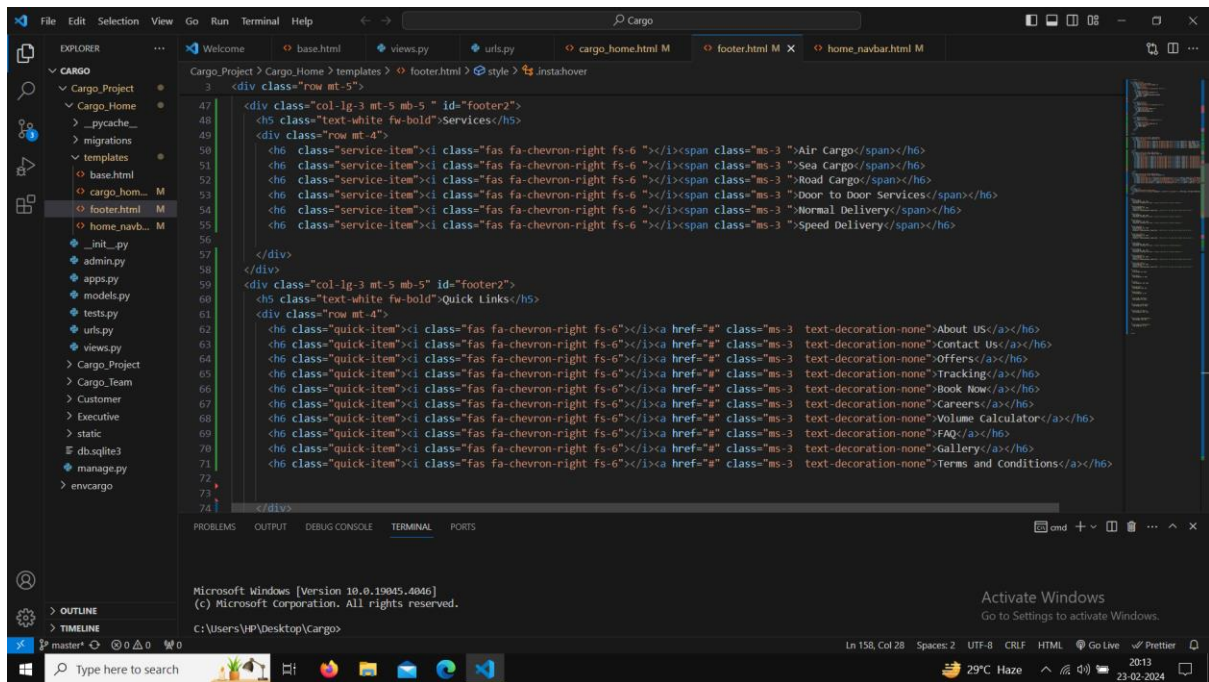 File Edit Selection View Go Run Terminal Help
Cargo
EXPLORER
Welcome
base.html
views.py
urls.py
cargo_home.html M
footer.html M
home_navbar.html M
Cargo_Project > Cargo_Home > templates > footer.html > style > .insta:hover
CARGO
Cargo_Project
Cargo_Home
__pycache__
migrations
templates
base.html
cargo_hom... M
footer.html M
home_navb... M
__init__.py
admin.py
apps.py
models.py
tests.py
urls.py
views.py
Cargo_Project
Cargo_Team
Customer
Executive
static
db.sqlite3
manage.py
envcargo
OUTLINE
TIMELINE
3 <div class="row mt-5">
47 <div class="col-lg-3 mt-5 mb-5 " id="footer2">
48 <h5 class="text-white fw-bold">Services</h5>
49 <div class="row mt-4">
50 <h6  class="service-item"><i class="fas fa-chevron-right fs-6 "></i><span class="ms-3 ">Air Cargo</span></h6>
51 <h6  class="service-item"><i class="fas fa-chevron-right fs-6 "></i><span class="ms-3 ">Sea Cargo</span></h6>
52 <h6  class="service-item"><i class="fas fa-chevron-right fs-6 "></i><span class="ms-3 ">Road Cargo</span></h6>
53 <h6  class="service-item"><i class="fas fa-chevron-right fs-6 "></i><span class="ms-3 ">Door to Door Services</span></h6>
54 <h6  class="service-item"><i class="fas fa-chevron-right fs-6 "></i><span class="ms-3 ">Normal Delivery</span></h6>
55 <h6  class="service-item"><i class="fas fa-chevron-right fs-6 "></i><span class="ms-3 ">Speed Delivery</span></h6>
56
57 </div>
58 </div>
59 <div class="col-lg-3 mt-5 mb-5" id="footer2">
60 <h5 class="text-white fw-bold">Quick Links</h5>
61 <div class="row mt-4">
62 <h6 class="quick-item"><i class="fas fa-chevron-right fs-6"></i><a href="#" class="ms-3  text-decoration-none">About US</a></h6>
63 <h6 class="quick-item"><i class="fas fa-chevron-right fs-6"></i><a href="#" class="ms-3  text-decoration-none">Contact Us</a></h6>
64 <h6 class="quick-item"><i class="fas fa-chevron-right fs-6"></i><a href="#" class="ms-3  text-decoration-none">Offers</a></h6>
65 <h6 class="quick-item"><i class="fas fa-chevron-right fs-6"></i><a href="#" class="ms-3  text-decoration-none">Tracking</a></h6>
66 <h6 class="quick-item"><i class="fas fa-chevron-right fs-6"></i><a href="#" class="ms-3  text-decoration-none">Book Now</a></h6>
67 <h6 class="quick-item"><i class="fas fa-chevron-right fs-6"></i><a href="#" class="ms-3  text-decoration-none">Careers</a></h6>
68 <h6 class="quick-item"><i class="fas fa-chevron-right fs-6"></i><a href="#" class="ms-3  text-decoration-none">Volume Calculator</a></h6>
69 <h6 class="quick-item"><i class="fas fa-chevron-right fs-6"></i><a href="#" class="ms-3  text-decoration-none">FAQ</a></h6>
70 <h6 class="quick-item"><i class="fas fa-chevron-right fs-6"></i><a href="#" class="ms-3  text-decoration-none">Gallery</a></h6>
71 <h6 class="quick-item"><i class="fas fa-chevron-right fs-6"></i><a href="#" class="ms-3  text-decoration-none">Terms and Conditions</a></h6>
72
73
74 </div>
PROBLEMS OUTPUT DEBUG CONSOLE TERMINAL PORTS
cmd
Microsoft Windows [Version 10.0.19045.4046]
(c) Microsoft Corporation. All rights reserved.
C:\Users\HP\Desktop\Cargo>
Activate Windows
Go to Settings to activate Windows.
master* 0 0 0 Ln 158, Col 28 Spaces: 2 UTF-8 CRLF HTML Go Live Prettier
Type here to search
29°C Haze
20:13
23-02-2024